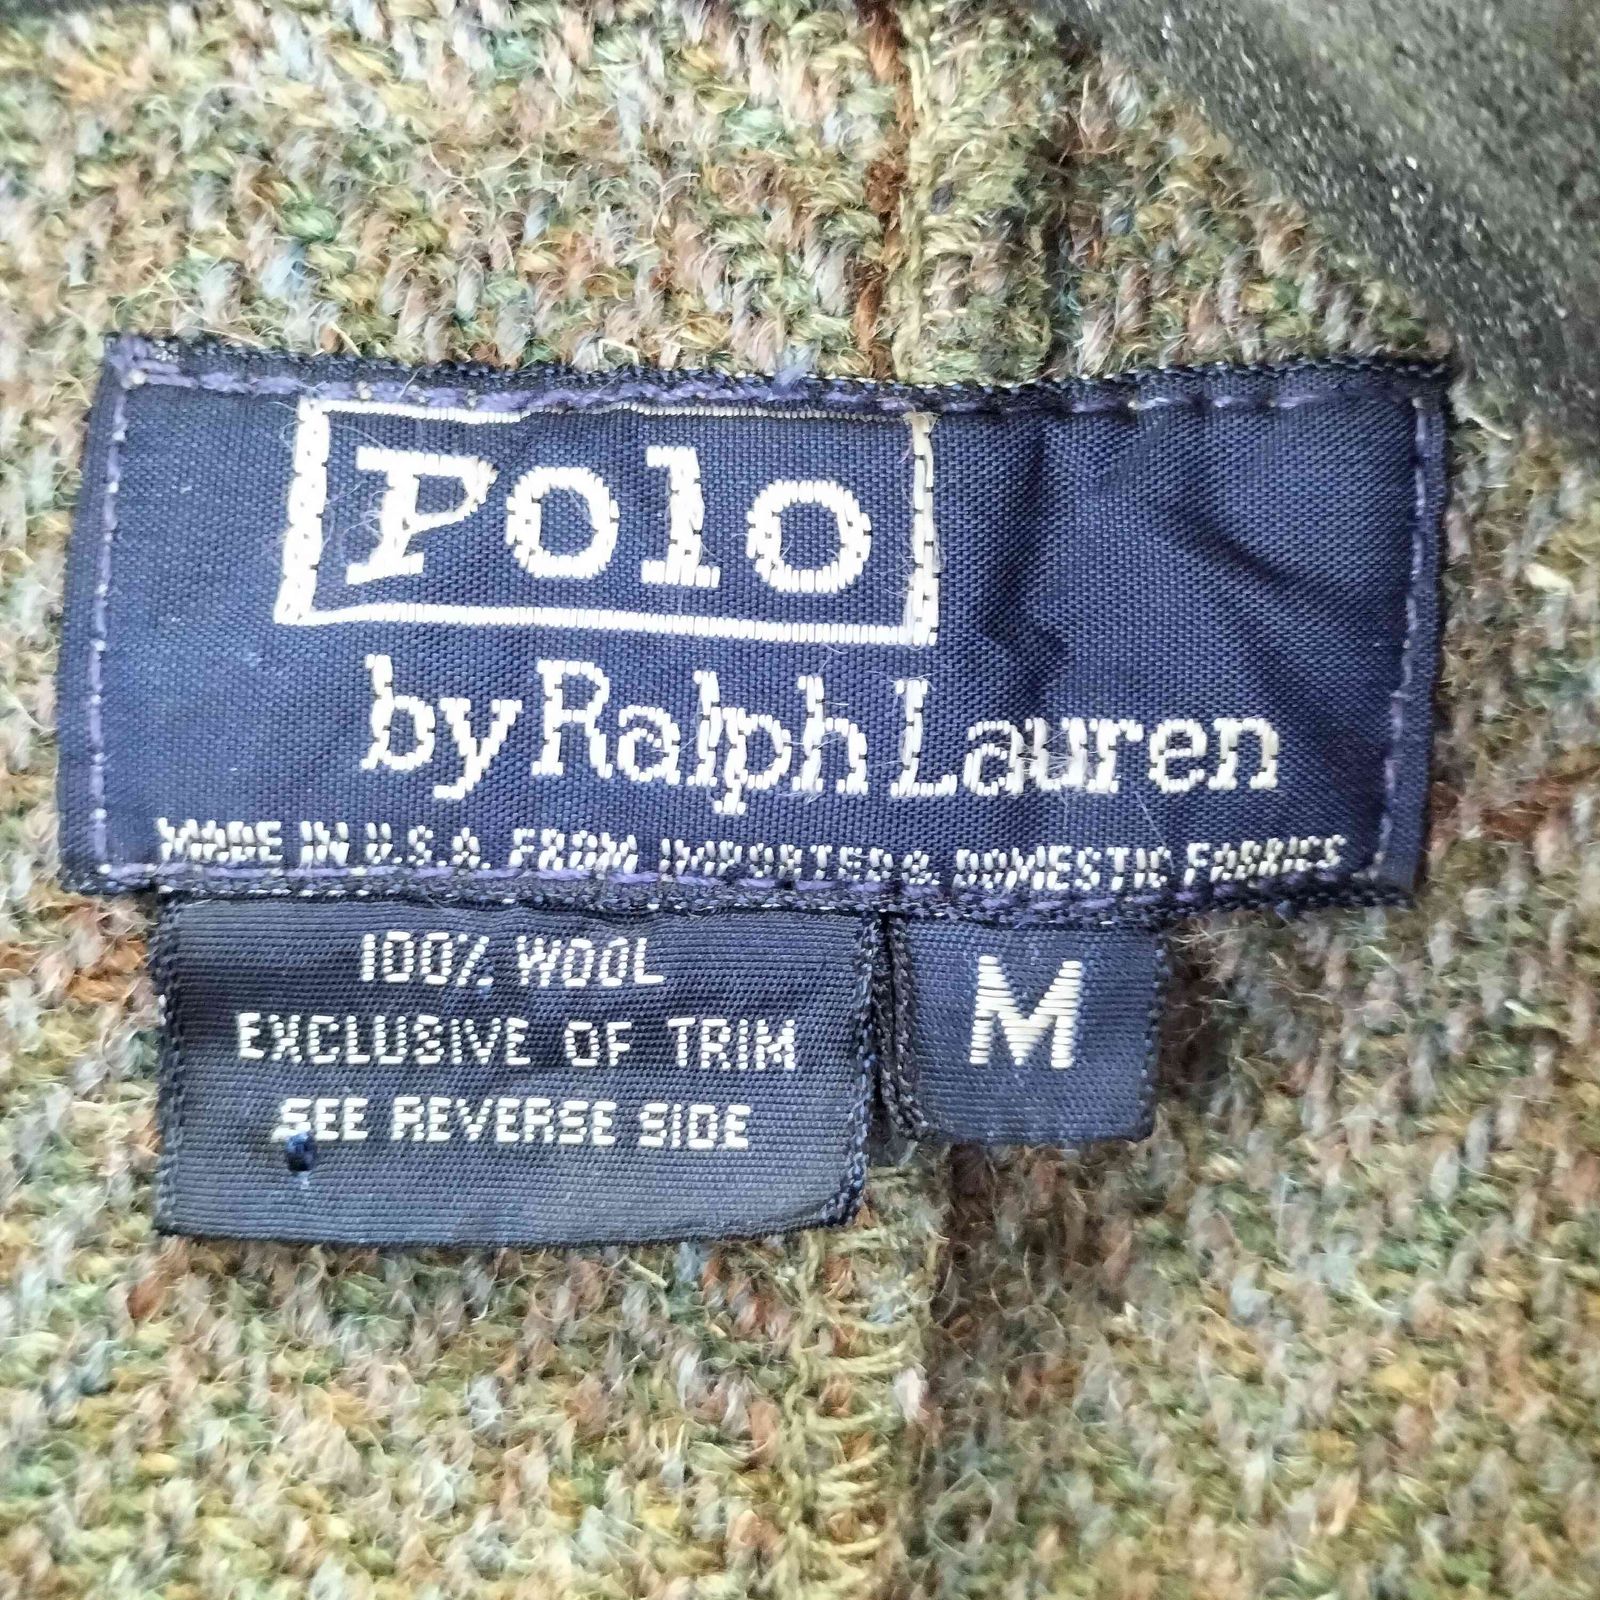 Polo
by Ralph Lauren
MADE IN U.S.A. FROM IMPORTED & DOMESTIC FABRICS
100% WOOL
EXCLUSIVE OF TRIM
SEE REVERSE SIDE
M